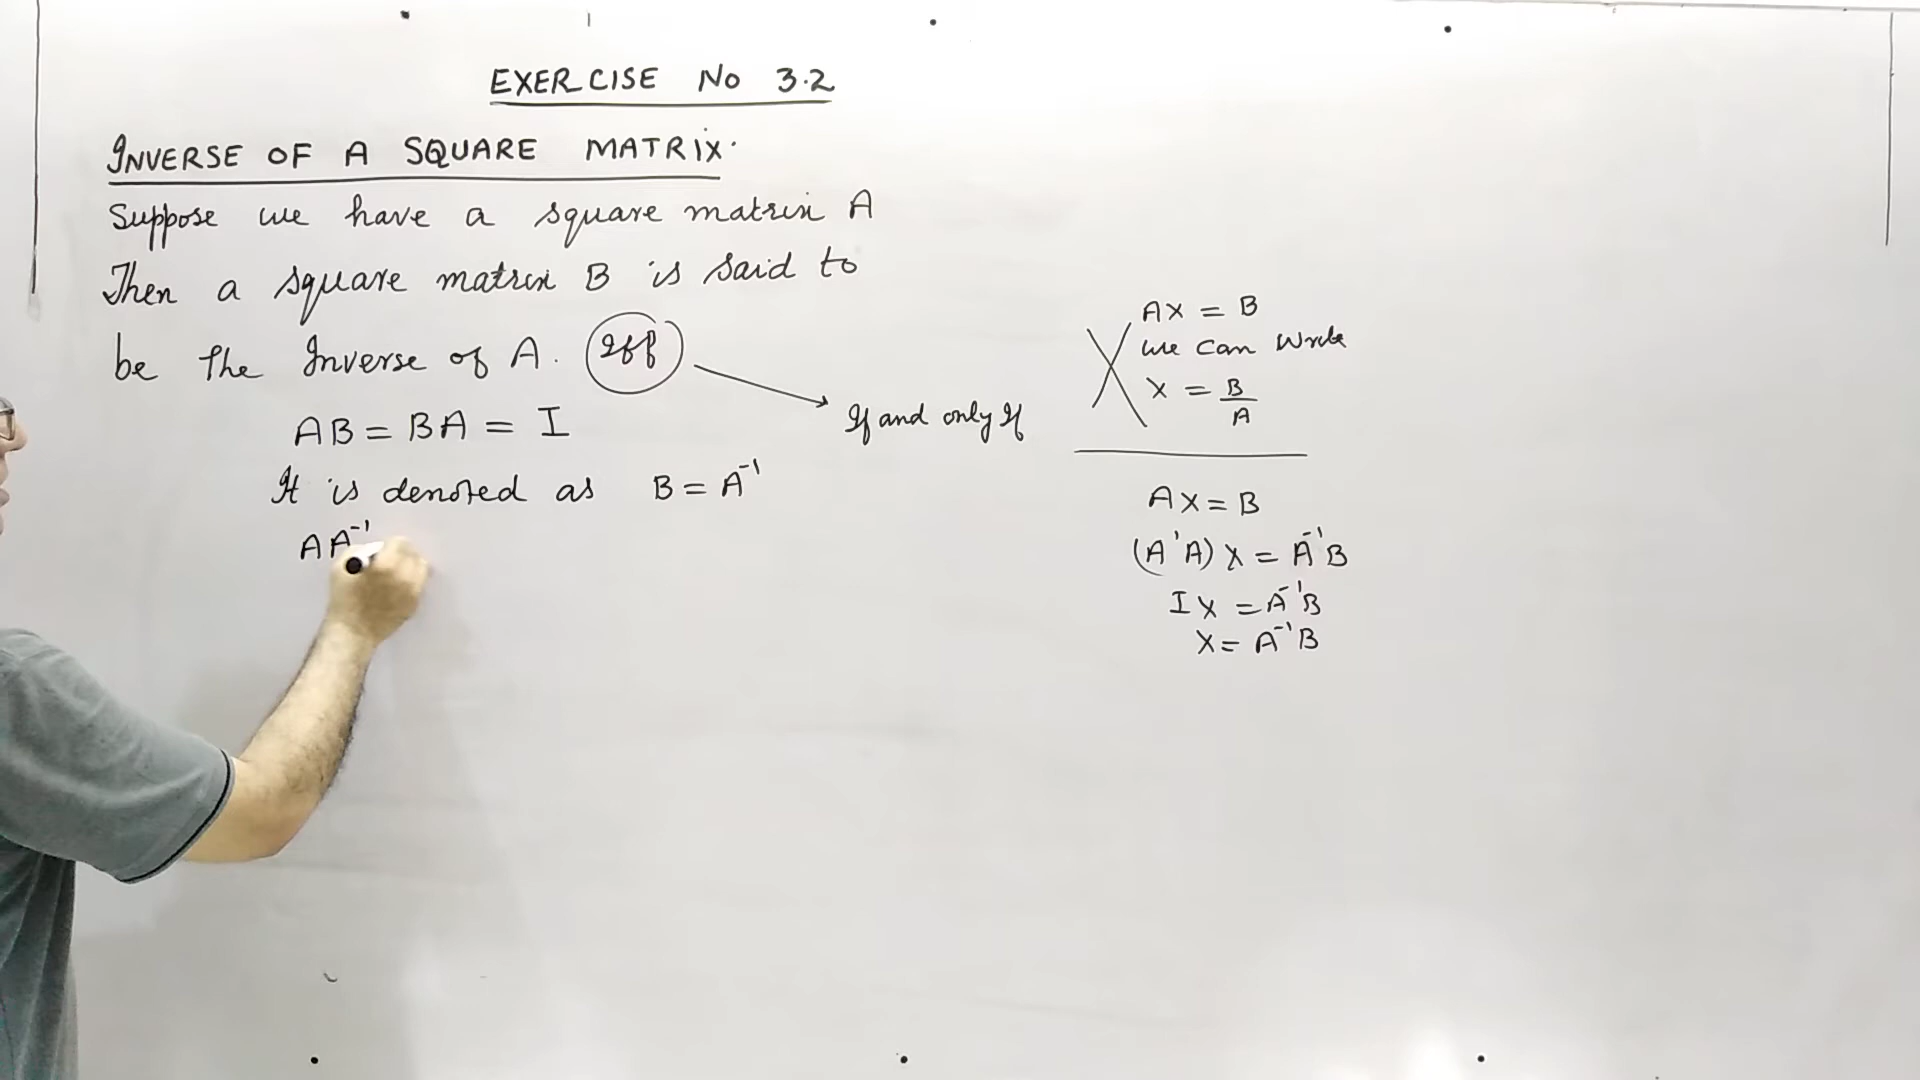 EXERCISE No 3.2
INVERSE OF A SQUARE MATRIX.
Suppose we have a square matrix A
Then a square matrix B is said to
be the Inverse of A. Iff
If and only If
AB = BA = I
It is denoted as B = A⁻¹
AA⁻¹
AX = B
we can write
X = B/A
AX = B
(A'A) X = A⁻¹B
IX = A⁻¹B
X = A⁻¹B